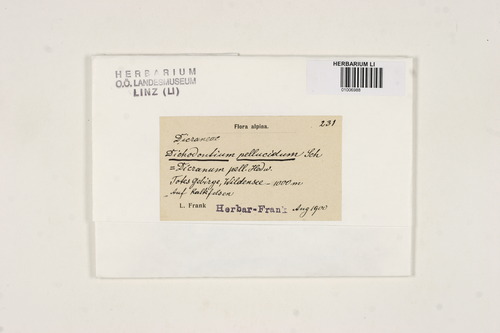 HERBARIUM
O.Ö. LANDESMUSEUM
LINZ (LI)
HERBARIUM LI
Flora alpina.
231
Dicraneae
Dichodontium pellucidum Sch
= Dicranum pell. Hedw.
Totes Gebirge, Wildensee – 1000 m
Auf Kalkfelsen
L. Frank
Herbar-Frank
Aug 1900